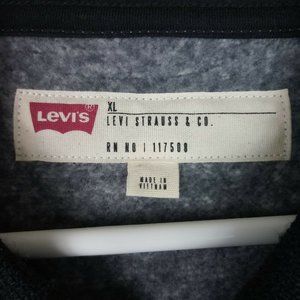 LEVI'S ®
XL
LEVI STRAUSS & CO.
RN NO | 117508
MADE IN
VIETNAM